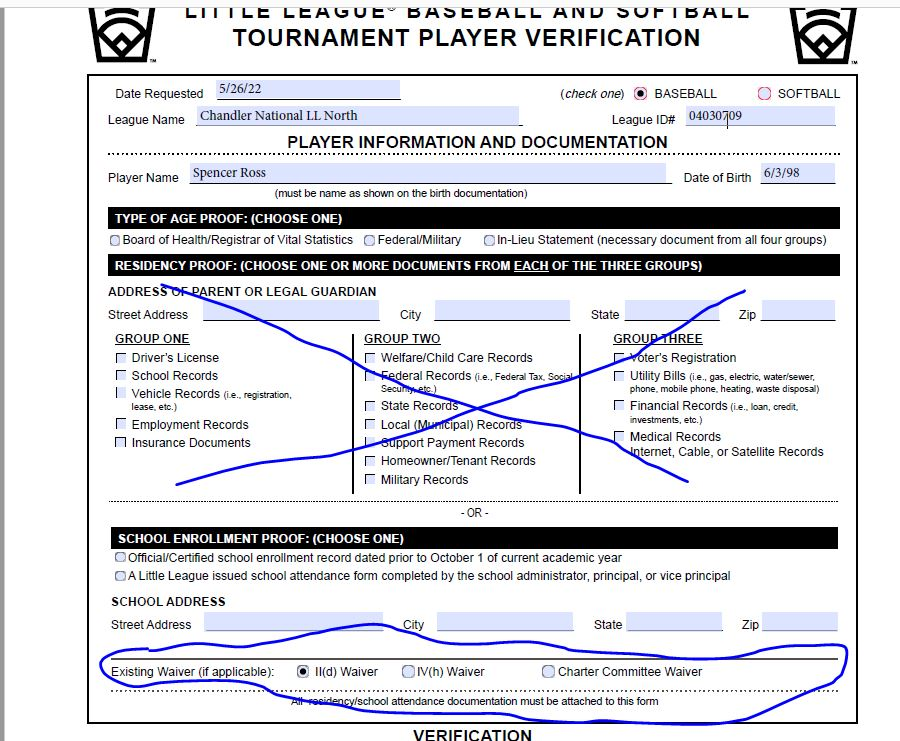 LITTLE LEAGUE® BASEBALL AND SOFTBALL
TOURNAMENT PLAYER VERIFICATION
Date Requested 5/26/22 (check one) BASEBALL SOFTBALL
League Name Chandler National LL North League ID# 04030709
PLAYER INFORMATION AND DOCUMENTATION
Player Name Spencer Ross Date of Birth 6/3/98
(must be name as shown on the birth documentation)
TYPE OF AGE PROOF: (CHOOSE ONE)
Board of Health/Registrar of Vital Statistics Federal/Military In-Lieu Statement (necessary document from all four groups)
RESIDENCY PROOF: (CHOOSE ONE OR MORE DOCUMENTS FROM EACH OF THE THREE GROUPS)
ADDRESS OF PARENT OR LEGAL GUARDIAN
Street Address City State Zip
GROUP ONE
Driver's License
School Records
Vehicle Records (i.e., registration,
lease, etc.)
Employment Records
Insurance Documents
GROUP TWO
Welfare/Child Care Records
Federal Records (i.e., Federal Tax, Social
Security, etc.)
State Records
Local (Municipal) Records
Support Payment Records
Homeowner/Tenant Records
Military Records
GROUP THREE
Voter's Registration
Utility Bills (i.e., gas, electric, water/sewer,
phone, mobile phone, heating, waste disposal)
Financial Records (i.e., loan, credit,
investments, etc.)
Medical Records
Internet, Cable, or Satellite Records
- OR -
SCHOOL ENROLLMENT PROOF: (CHOOSE ONE)
Official/Certified school enrollment record dated prior to October 1 of current academic year
A Little League issued school attendance form completed by the school administrator, principal, or vice principal
SCHOOL ADDRESS
Street Address City State Zip
Existing Waiver (if applicable): II(d) Waiver IV(h) Waiver Charter Committee Waiver
All residency/school attendance documentation must be attached to this form
VERIFICATION